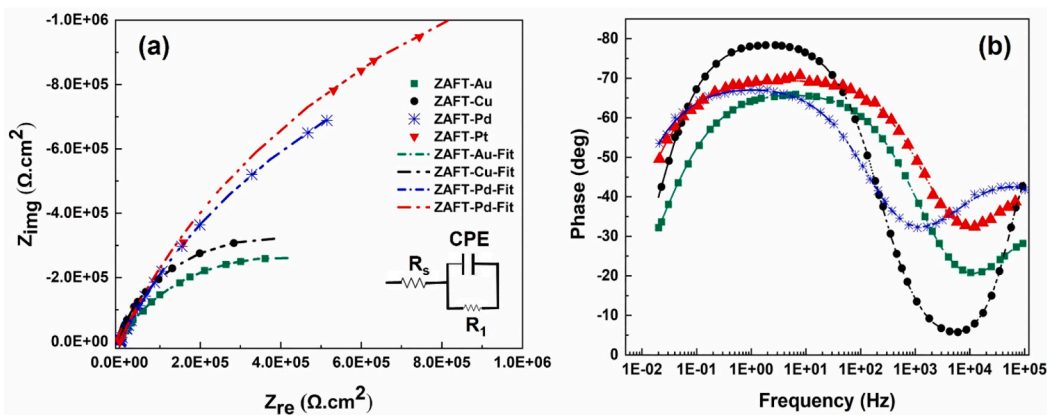 (a)
-1.0E+06
-8.0E+05
-6.0E+05
-4.0E+05
-2.0E+05
0.0E+00
Zimg (Ω.cm²)
0.0E+00 2.0E+05 4.0E+05 6.0E+05 8.0E+05 1.0E+06
Zre (Ω.cm²)
ZAFT-Au
ZAFT-Cu
ZAFT-Pd
ZAFT-Pt
ZAFT-Au-Fit
ZAFT-Cu-Fit
ZAFT-Pd-Fit
ZAFT-Pd-Fit
CPE
Rs
R1
(b)
-80
-70
-60
-50
-40
-30
-20
-10
0
Phase (deg)
1E-02 1E-01 1E+00 1E+01 1E+02 1E+03 1E+04 1E+05
Frequency (Hz)